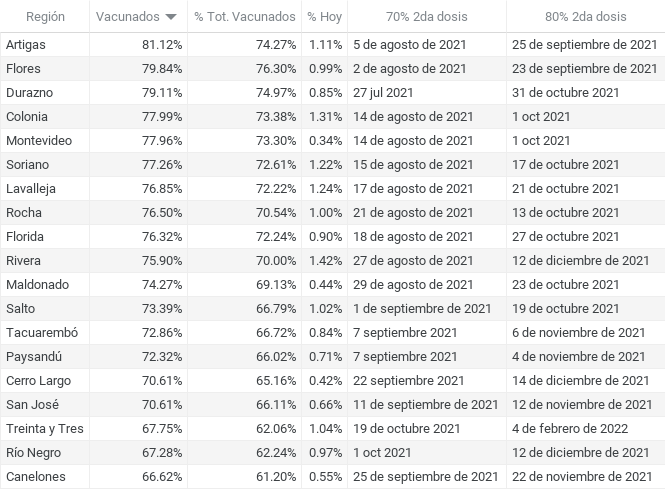 Región Vacunados % Tot. Vacunados % Hoy 70% 2da dosis 80% 2da dosis
Artigas 81.12% 74.27% 1.11% 5 de agosto de 2021 25 de septiembre de 2021
Flores 79.84% 76.30% 0.99% 2 de agosto de 2021 23 de septiembre de 2021
Durazno 79.11% 74.97% 0.85% 27 jul 2021 31 de octubre de 2021
Colonia 77.99% 73.38% 1.31% 14 de agosto de 2021 1 oct 2021
Montevideo 77.96% 73.30% 0.34% 14 de agosto de 2021 1 oct 2021
Soriano 77.26% 72.61% 1.22% 15 de agosto de 2021 17 de octubre de 2021
Lavalleja 76.85% 72.22% 1.24% 17 de agosto de 2021 21 de octubre de 2021
Rocha 76.50% 70.54% 1.00% 21 de agosto de 2021 13 de octubre de 2021
Florida 76.32% 72.24% 0.90% 18 de agosto de 2021 27 de octubre de 2021
Rivera 75.90% 70.00% 1.42% 27 de agosto de 2021 12 de diciembre de 2021
Maldonado 74.27% 69.13% 0.44% 29 de agosto de 2021 23 de octubre de 2021
Salto 73.39% 66.79% 1.02% 1 de septiembre de 2021 19 de octubre de 2021
Tacuarembó 72.86% 66.72% 0.84% 7 septiembre 2021 6 de noviembre de 2021
Paysandú 72.32% 66.02% 0.71% 7 septiembre 2021 4 de noviembre de 2021
Cerro Largo 70.61% 65.16% 0.42% 22 septiembre 2021 14 de diciembre de 2021
San José 70.61% 66.11% 0.66% 11 de septiembre de 2021 12 de noviembre de 2021
Treinta y Tres 67.75% 62.06% 1.04% 19 de octubre de 2021 4 de febrero de 2022
Río Negro 67.28% 62.24% 0.97% 1 oct 2021 12 de diciembre de 2021
Canelones 66.62% 61.20% 0.55% 25 de septiembre de 2021 22 de noviembre de 2021